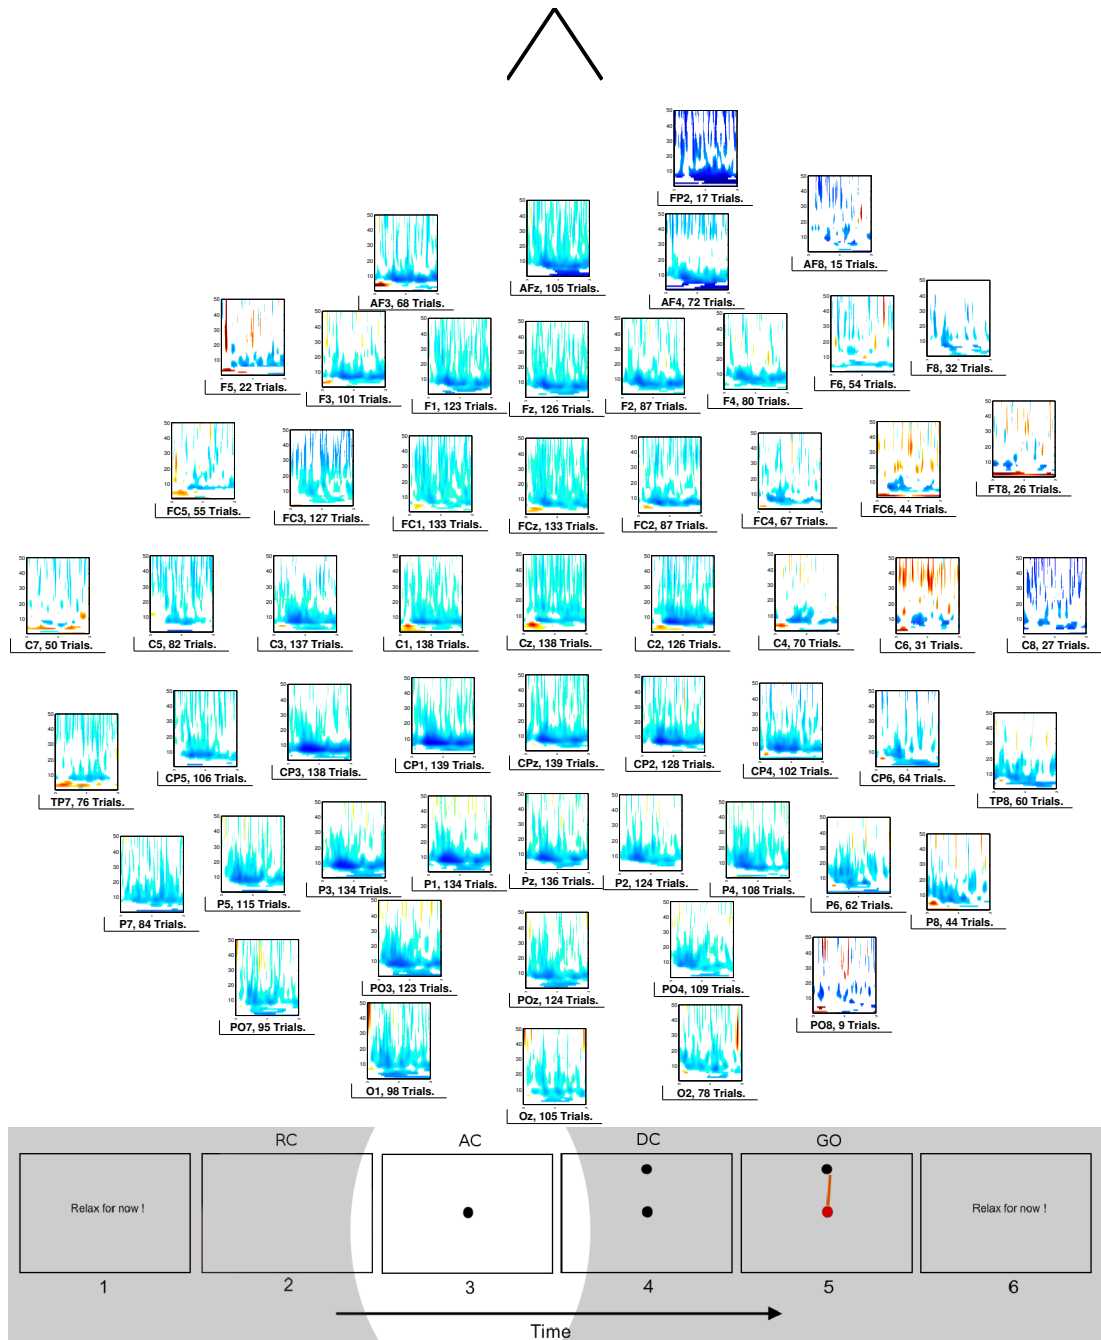 FP2, 17 Trials.
AF8, 15 Trials.
AF3, 68 Trials.
AFz, 105 Trials.
AF4, 72 Trials.
F5, 22 Trials.
F3, 101 Trials.
F1, 123 Trials.
Fz, 126 Trials.
F2, 87 Trials.
F4, 80 Trials.
F6, 54 Trials.
F8, 32 Trials.
FC5, 55 Trials.
FC3, 127 Trials.
FC1, 133 Trials.
FCz, 133 Trials.
FC2, 87 Trials.
FC4, 67 Trials.
FC6, 44 Trials.
FT8, 26 Trials.
C7, 50 Trials.
C5, 82 Trials.
C3, 137 Trials.
C1, 138 Trials.
Cz, 138 Trials.
C2, 126 Trials.
C4, 70 Trials.
C6, 31 Trials.
C8, 27 Trials.
TP7, 76 Trials.
CP5, 106 Trials.
CP3, 138 Trials.
CP1, 139 Trials.
CPz, 139 Trials.
CP2, 128 Trials.
CP4, 102 Trials.
CP6, 64 Trials.
TP8, 60 Trials.
P7, 84 Trials.
P5, 115 Trials.
P3, 134 Trials.
P1, 134 Trials.
Pz, 136 Trials.
P2, 124 Trials.
P4, 108 Trials.
P6, 62 Trials.
P8, 44 Trials.
PO7, 95 Trials.
PO3, 123 Trials.
POz, 124 Trials.
PO4, 109 Trials.
PO8, 9 Trials.
O1, 98 Trials.
Oz, 105 Trials.
O2, 78 Trials.
RC AC DC GO
Relax for now !
Relax for now !
1 2 3 4 5 6
Time